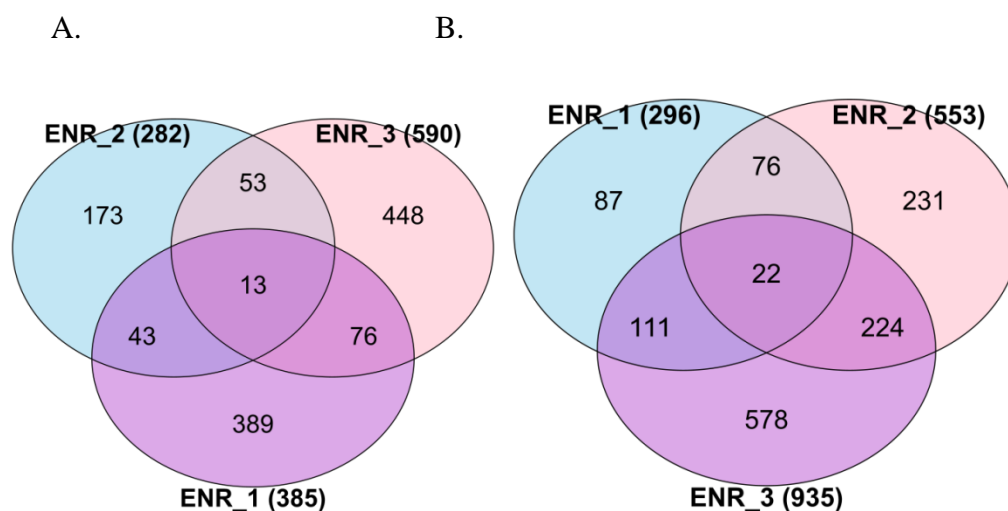 A. B.
ENR_2 (282) ENR_3 (590)
53
173 448
13
43 76
389
ENR_1 (385)
ENR_1 (296) ENR_2 (553)
76
87 231
22
111 224
578
ENR_3 (935)